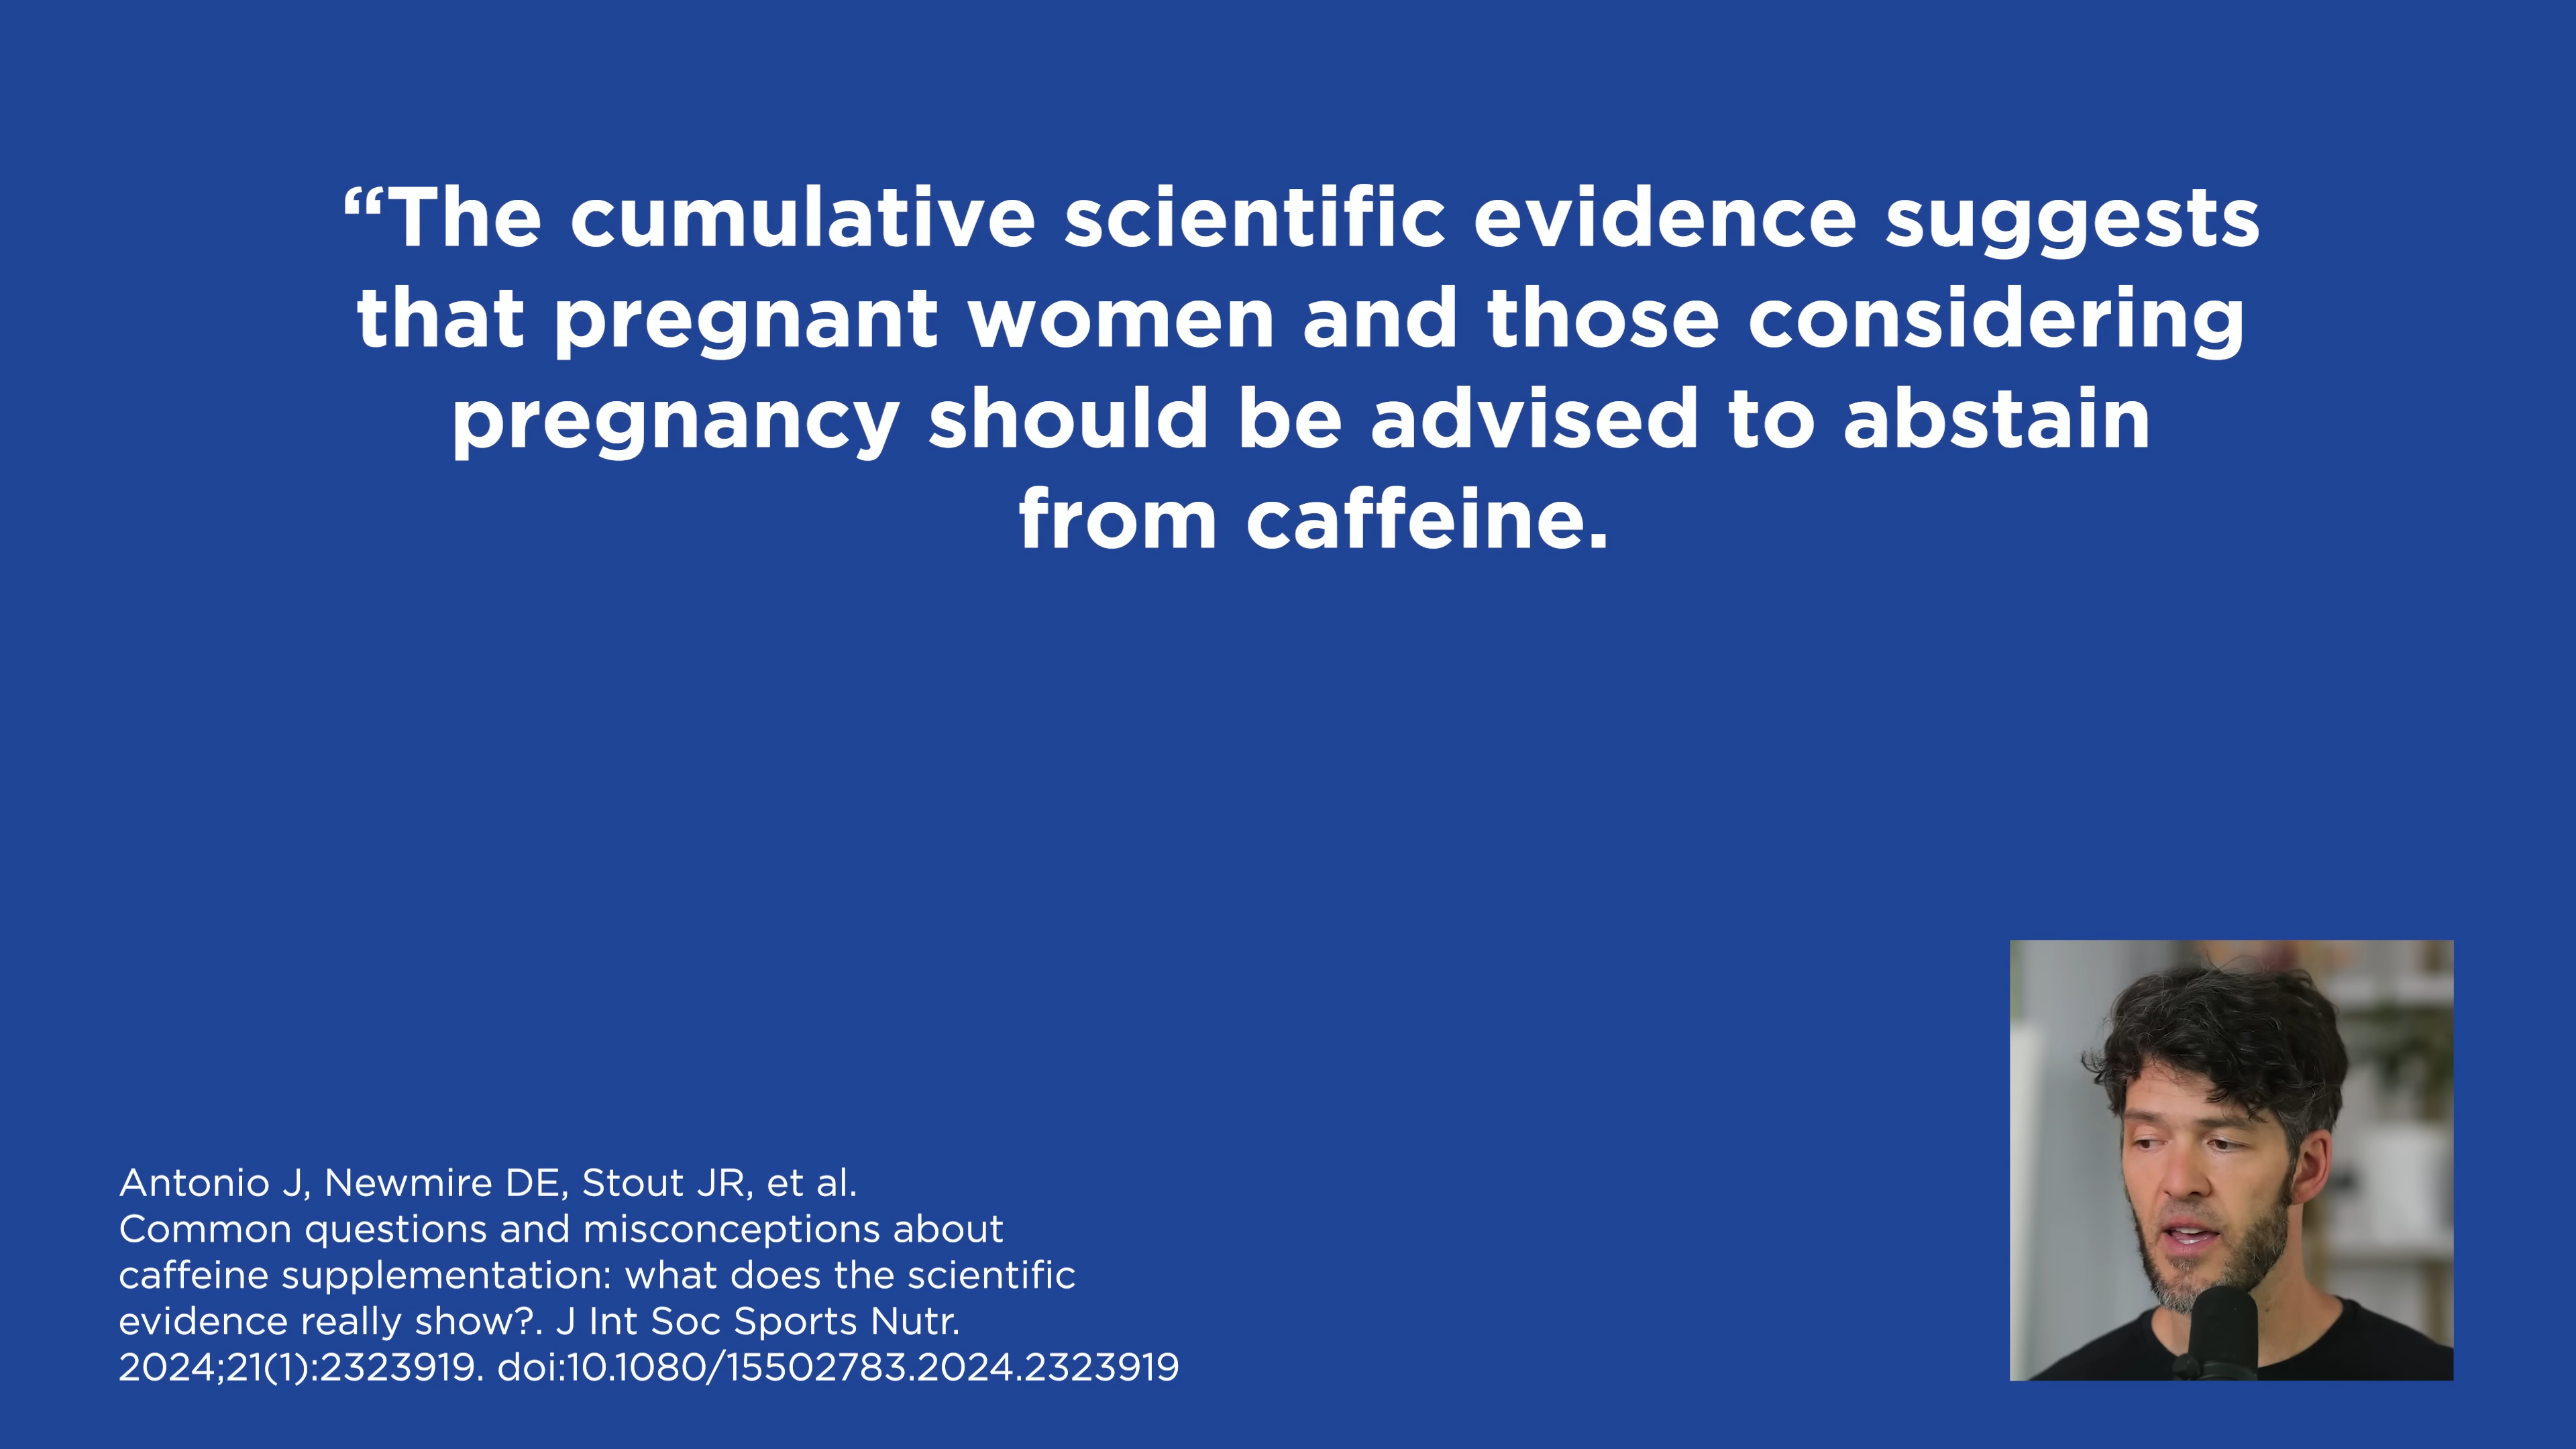 “The cumulative scientific evidence suggests
that pregnant women and those considering
pregnancy should be advised to abstain
from caffeine.
Antonio J, Newmire DE, Stout JR, et al.
Common questions and misconceptions about
caffeine supplementation: what does the scientific
evidence really show?. J Int Soc Sports Nutr.
2024;21(1):2323919. doi:10.1080/15502783.2024.2323919